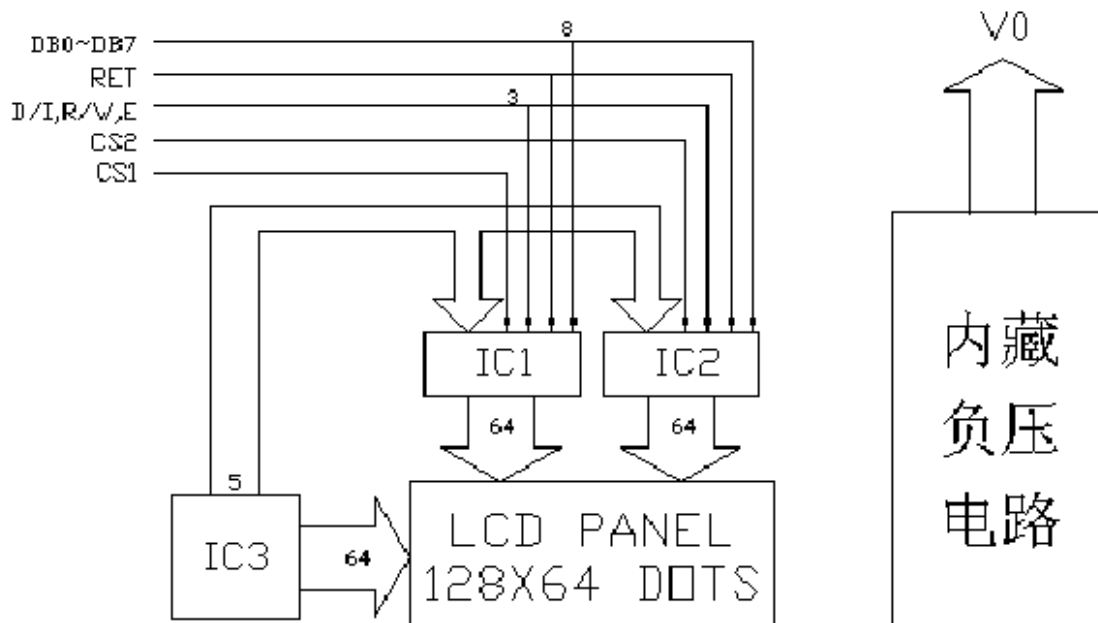 8
DB0~DB7
RET
3
D/I,R/W,E
CS2
CS1
IC1
IC2
64
64
5
IC3
64
LCD PANEL
128X64 DOTS
V0
内藏
负压
电路